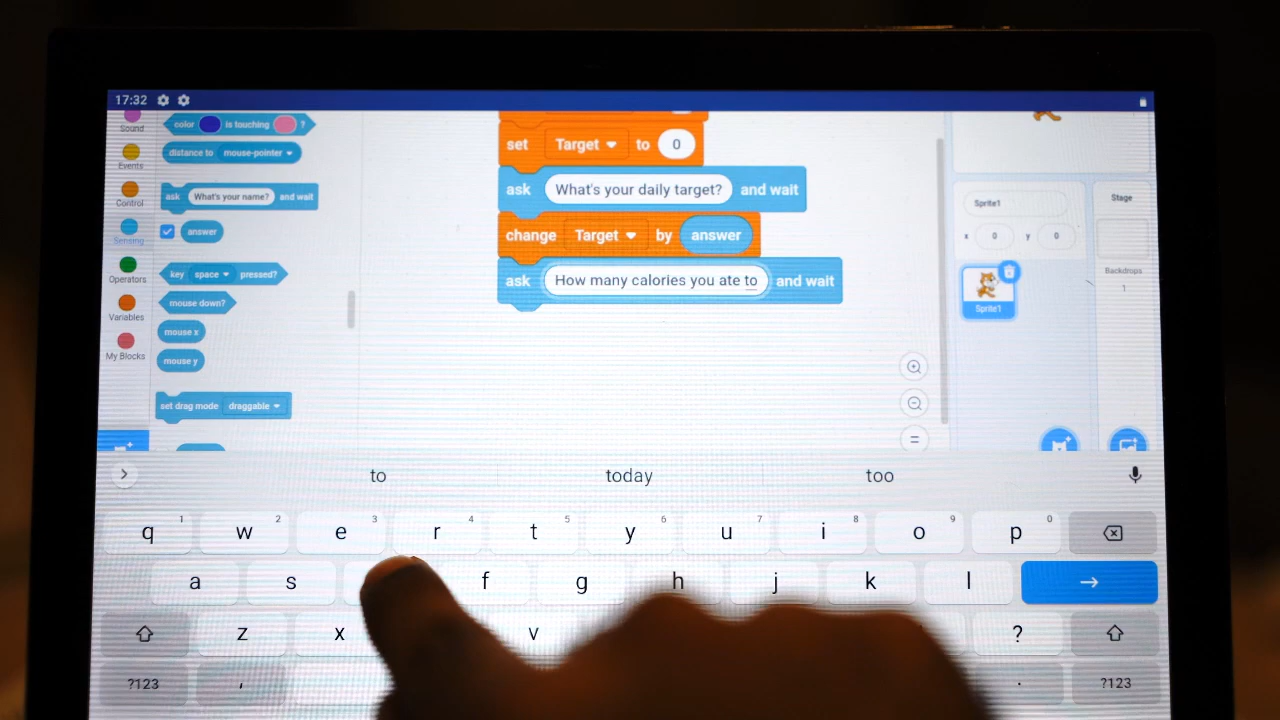 17:32
Sound
color is touching ?
Events
distance to mouse-pointer
Control
ask What's your name? and wait
Sensing
answer
Operators
key space pressed?
mouse down?
Variables
mouse x
My Blocks
mouse y
set drag mode draggable
set Target to 0
ask What's your daily target? and wait
change Target by answer
ask How many calories you ate to and wait
Sprite1
x 0 y 0
Sprite1
Stage
Backdrops
1
to today too
q 1 w 2 e 3 r 4 t 5 y 6 u 7 i 8 o 9 p 0
a s f g h j k l
z x v ?
?123 , . ?123